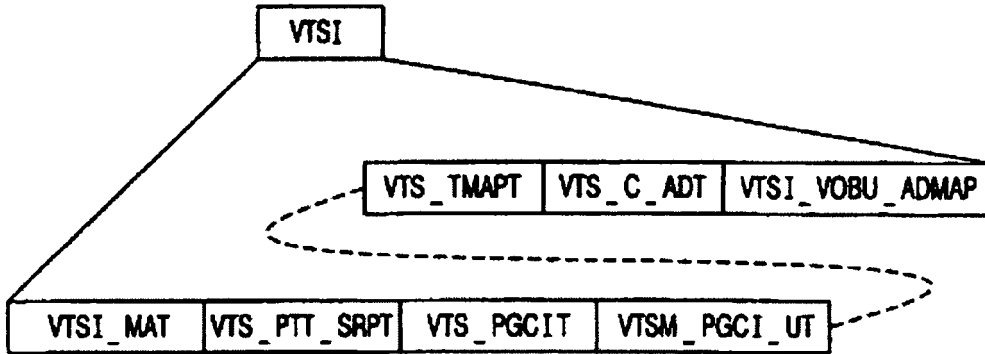 VTSI
VTS_TMAPT VTS_C_ADT VTSI_VOBU_ADMAP
VTSI_MAT VTS_PTT_SRPT VTS_PGCIT VTSM_PGCI_UT